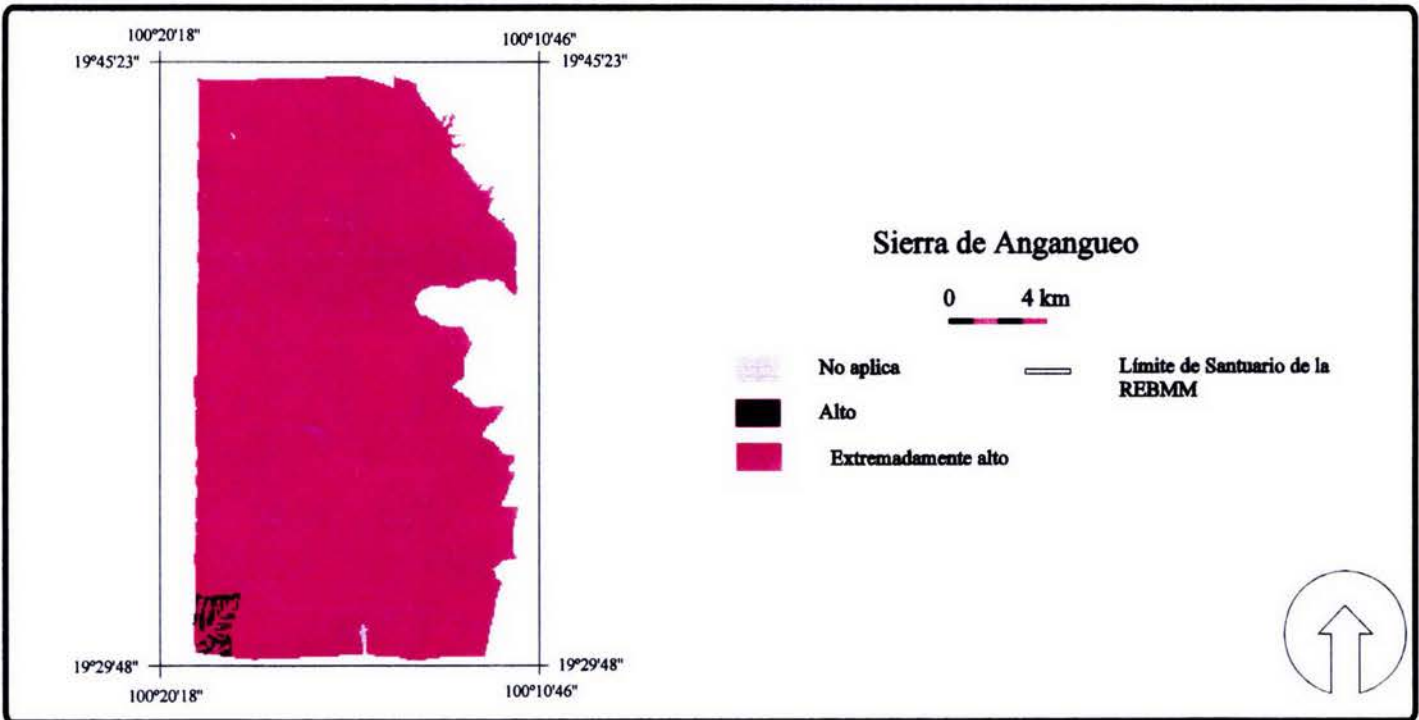 100°20'18"
100°10'46"
19°45'23"
19°45'23"
Sierra de Angangueo
0 4 km
No aplica
Límite de Santuario de la
REBMM
Alto
Extremadamente alto
19°29'48"
19°29'48"
100°20'18"
100°10'46"